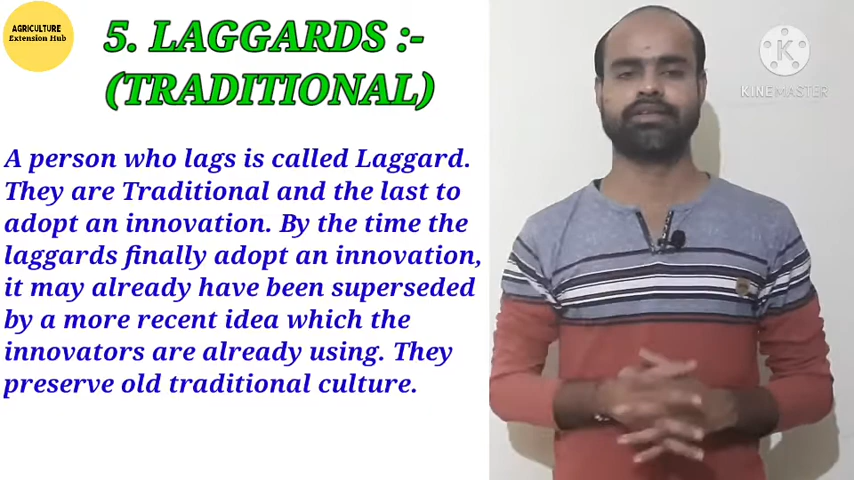 AGRICULTURE
Extension Hub
5. LAGGARDS :-
(TRADITIONAL)
KINEMASTER
A person who lags is called Laggard.
They are Traditional and the last to
adopt an innovation. By the time the
laggards finally adopt an innovation,
it may already have been superseded
by a more recent idea which the
innovators are already using. They
preserve old traditional culture.